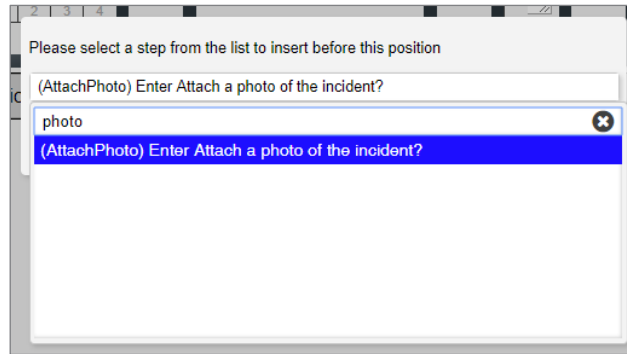 2 3 4
Please select a step from the list to insert before this position
(AttachPhoto) Enter Attach a photo of the incident?
photo
(AttachPhoto) Enter Attach a photo of the incident?